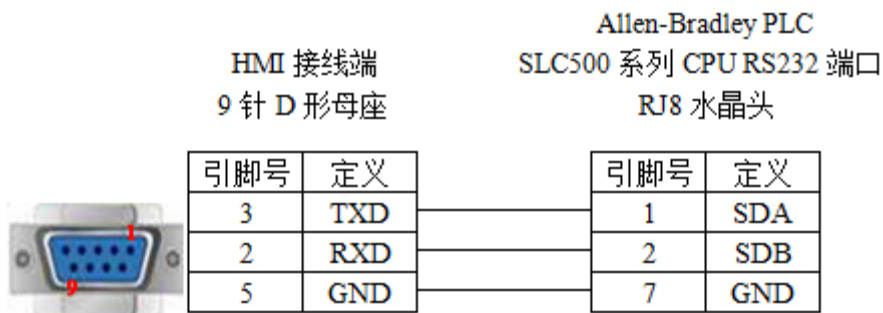 Allen-Bradley PLC
HMI 接线端 SLC500 系列 CPU RS232 端口
9 针 D 形母座 RJ8 水晶头
引脚号 定义 引脚号 定义
3 TXD 1 SDA
2 RXD 2 SDB
5 GND 7 GND
1
9